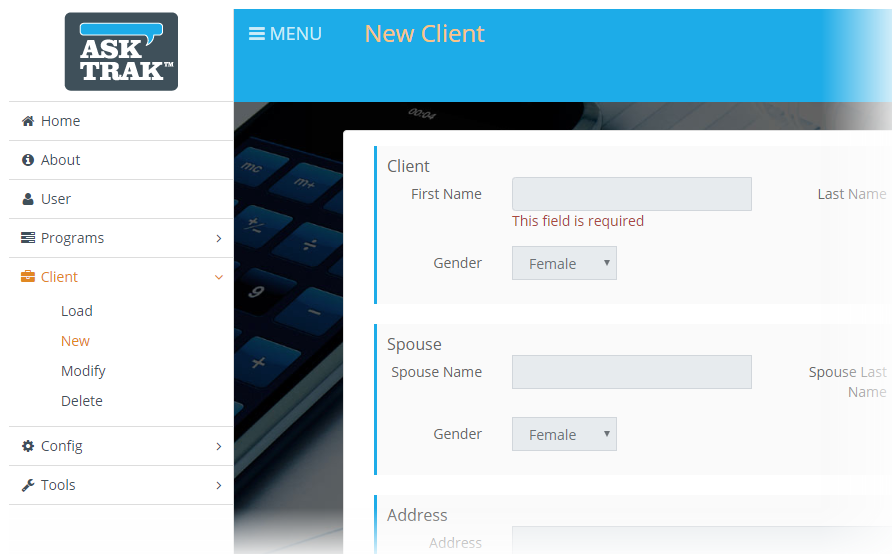 ASK
TRAK™
MENU
New Client
Home
About
User
Programs
Client
Load
New
Modify
Delete
Config
Tools
00:04
mc
m+
+/−
÷
9
−
+
Client
First Name
Last Name
This field is required
Gender
Female
Spouse
Spouse Name
Spouse Last
Name
Gender
Female
Address
Address